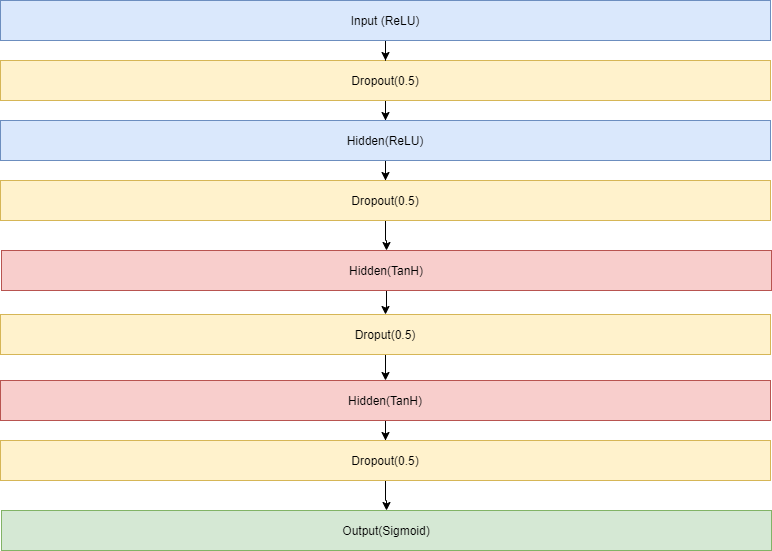 Input (ReLU)
Dropout(0.5)
Hidden(ReLU)
Dropout(0.5)
Hidden(TanH)
Droput(0.5)
Hidden(TanH)
Dropout(0.5)
Output(Sigmoid)